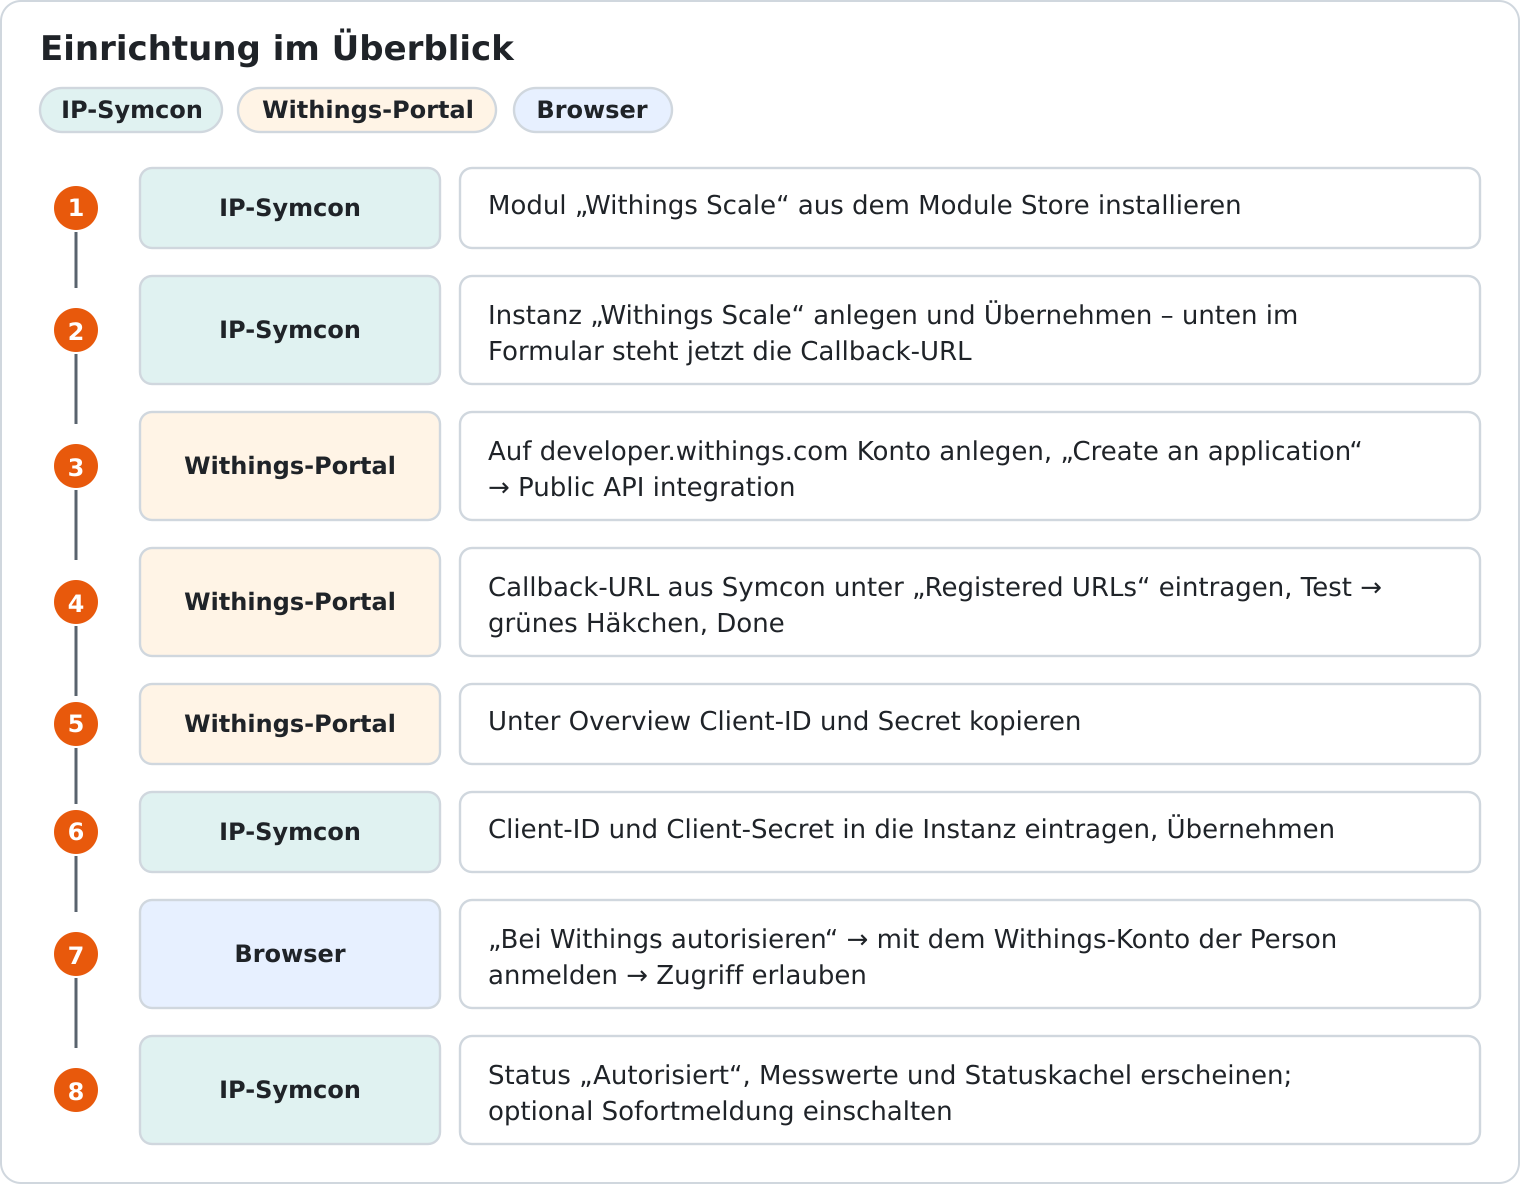 Einrichtung im Überblick
IP-Symcon
Withings-Portal
Browser
1
IP-Symcon
Modul „Withings Scale“ aus dem Module Store installieren
2
IP-Symcon
Instanz „Withings Scale“ anlegen und Übernehmen – unten im
Formular steht jetzt die Callback-URL
3
Withings-Portal
Auf developer.withings.com Konto anlegen, „Create an application“
→ Public API integration
4
Withings-Portal
Callback-URL aus Symcon unter „Registered URLs“ eintragen, Test →
grünes Häkchen, Done
5
Withings-Portal
Unter Overview Client-ID und Secret kopieren
6
IP-Symcon
Client-ID und Client-Secret in die Instanz eintragen, Übernehmen
7
Browser
„Bei Withings autorisieren“ → mit dem Withings-Konto der Person
anmelden → Zugriff erlauben
8
IP-Symcon
Status „Autorisiert“, Messwerte und Statuskachel erscheinen;
optional Sofortmeldung einschalten